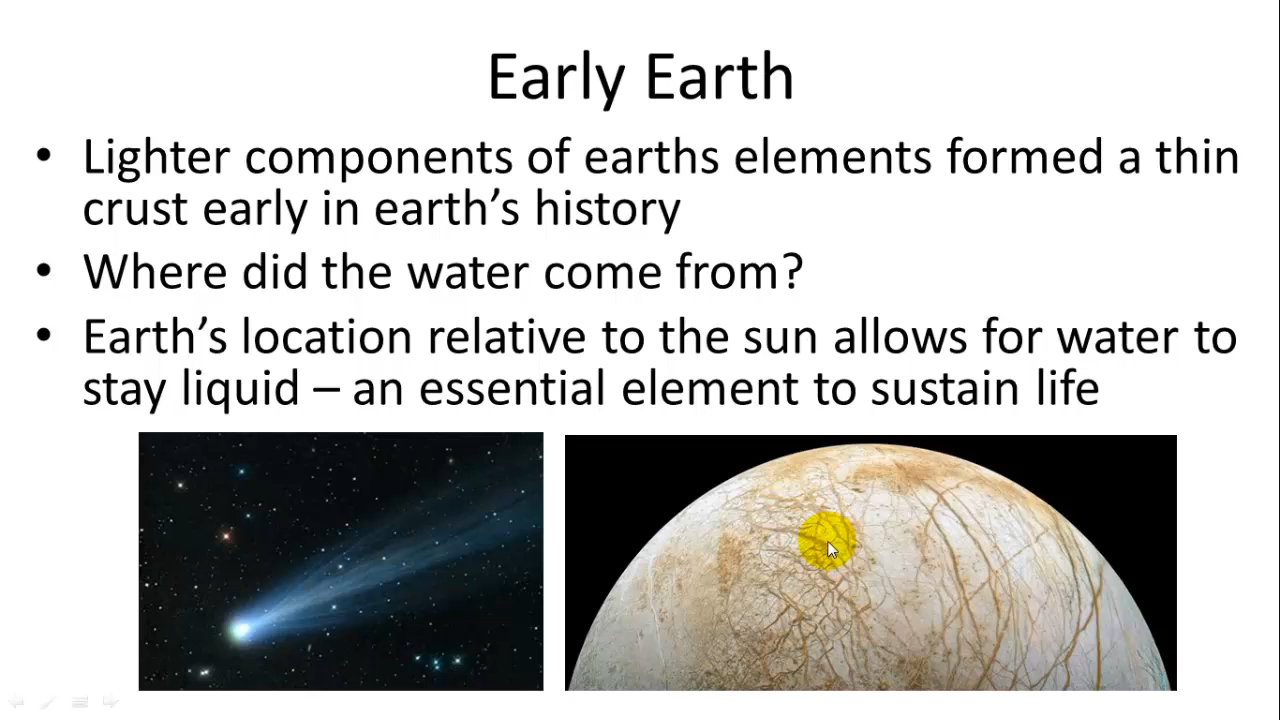 Early Earth
• Lighter components of earths elements formed a thin
crust early in earth’s history
• Where did the water come from?
• Earth’s location relative to the sun allows for water to
stay liquid – an essential element to sustain life